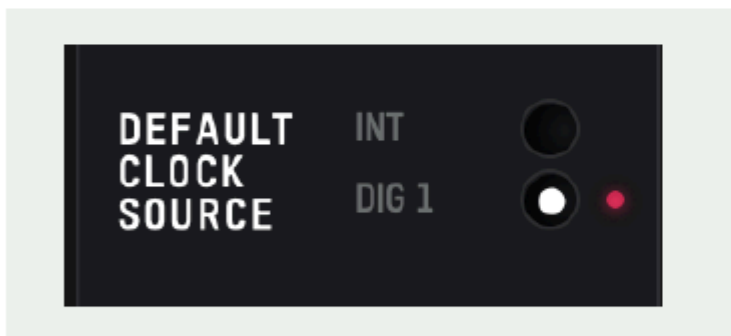 DEFAULT
CLOCK
SOURCE
INT
DIG 1